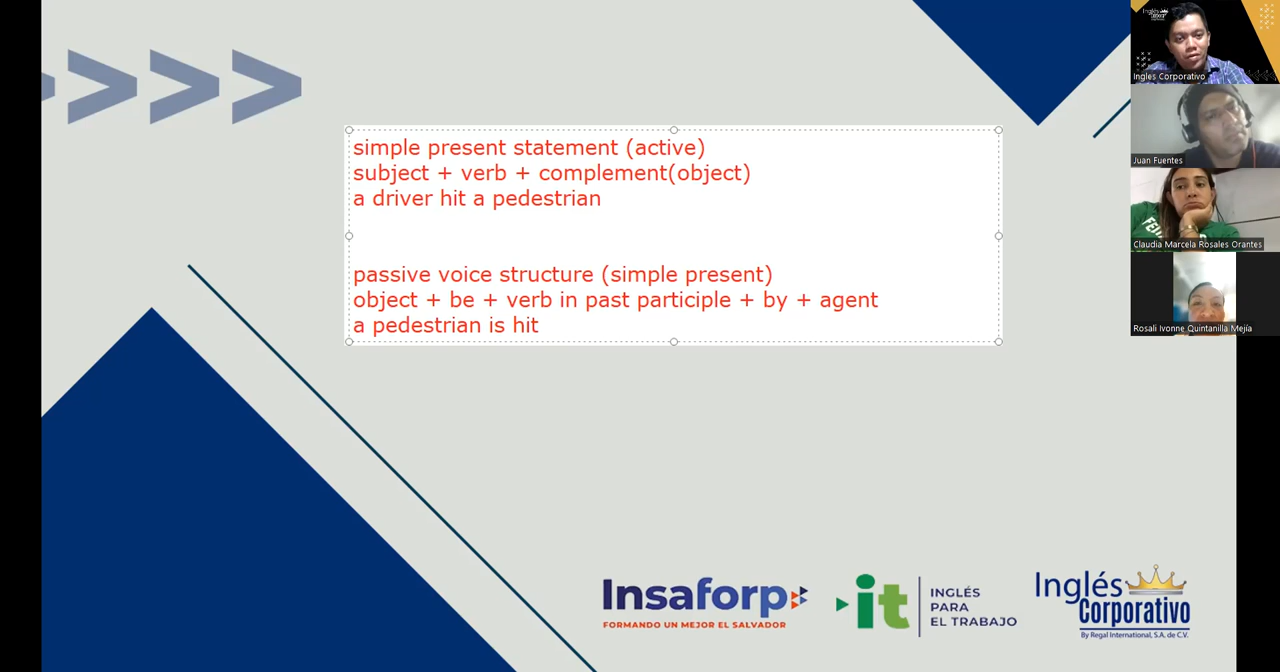 simple present statement (active)
subject + verb + complement(object)
a driver hit a pedestrian
passive voice structure (simple present)
object + be + verb in past participle + by + agent
a pedestrian is hit
Ingles Corporativo
Juan Fuentes
Claudia Marcela Rosales Orantes
Rosali Ivonne Quintanilla Mejía
Insaforp
FORMANDO UN MEJOR EL SALVADOR
it
INGLÉS
PARA
EL TRABAJO
Inglés
Corporativo
By Regal International, S.A. de C.V.